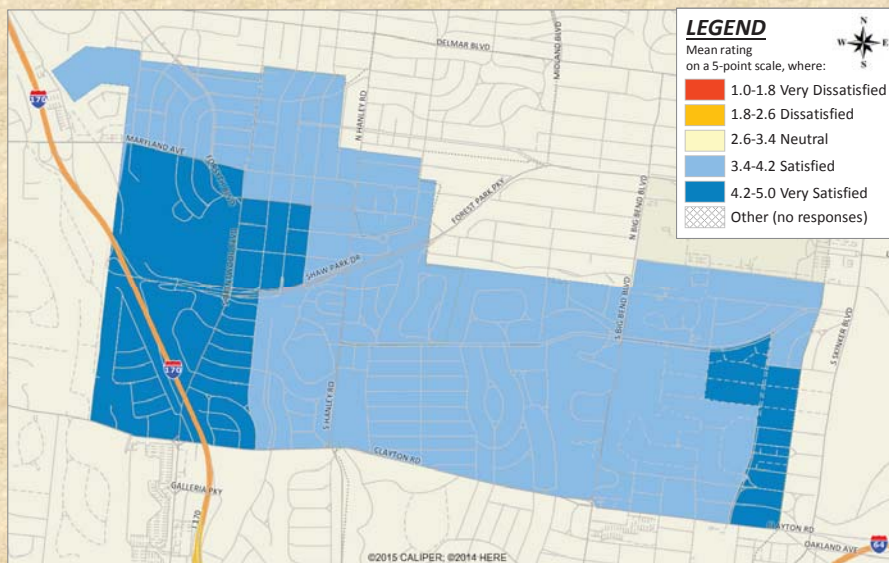 LEGEND
N
W E
S
Mean rating
on a 5-point scale, where:
1.0-1.8 Very Dissatisfied
1.8-2.6 Dissatisfied
2.6-3.4 Neutral
3.4-4.2 Satisfied
4.2-5.0 Very Satisfied
Other (no responses)
DELMAR BLVD
MIDLAND BLVD
170
N HANLEY RD
MARYLAND AVE
FORSYTH BLVD
FOREST PARK PKY
N BIG BEND BLVD
SHAW PARK DR
S BIG BEND BLVD
S SKINKER BLVD
170
S HANLEY RD
CLAYTON RD
GALLERIA PKY
I 170
CLAYTON RD
OAKLAND AVE
64
©2015 CALIPER; ©2014 HERE